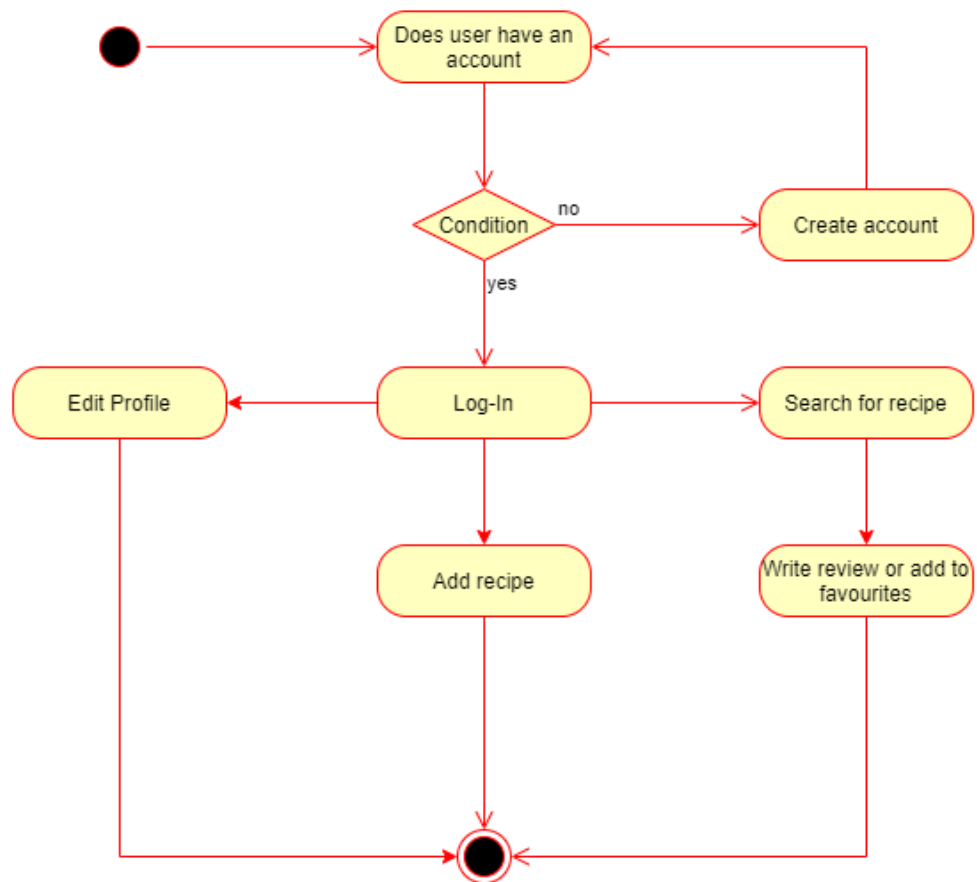 Does user have an
account
Condition
no
Create account
yes
Edit Profile
Log-In
Search for recipe
Add recipe
Write review or add to
favourites